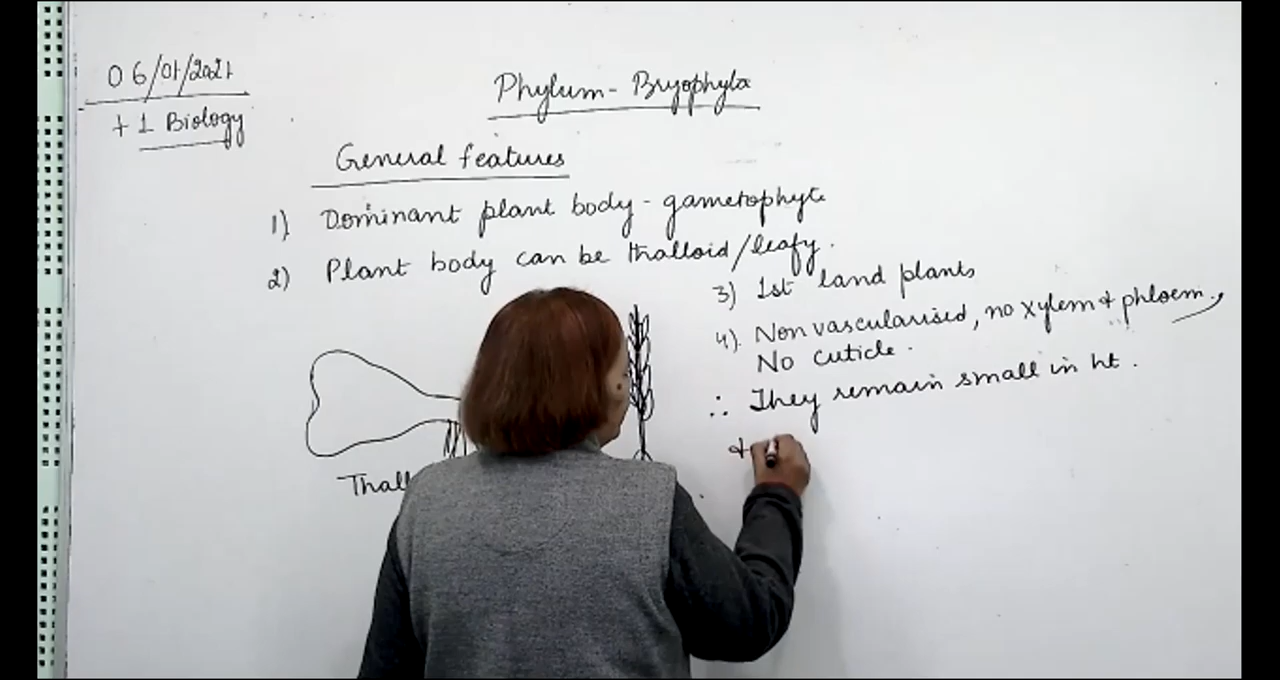 06/01/2021
+1 Biology
Phylum - Bryophyta
General features
1) Dominant plant body - gametophyte
2) Plant body can be thalloid/leafy.
3) 1st land plants
4). Non vascularised, no xylem & phloem.,
No cuticle.
∴ They remain small in ht.
&
Thall